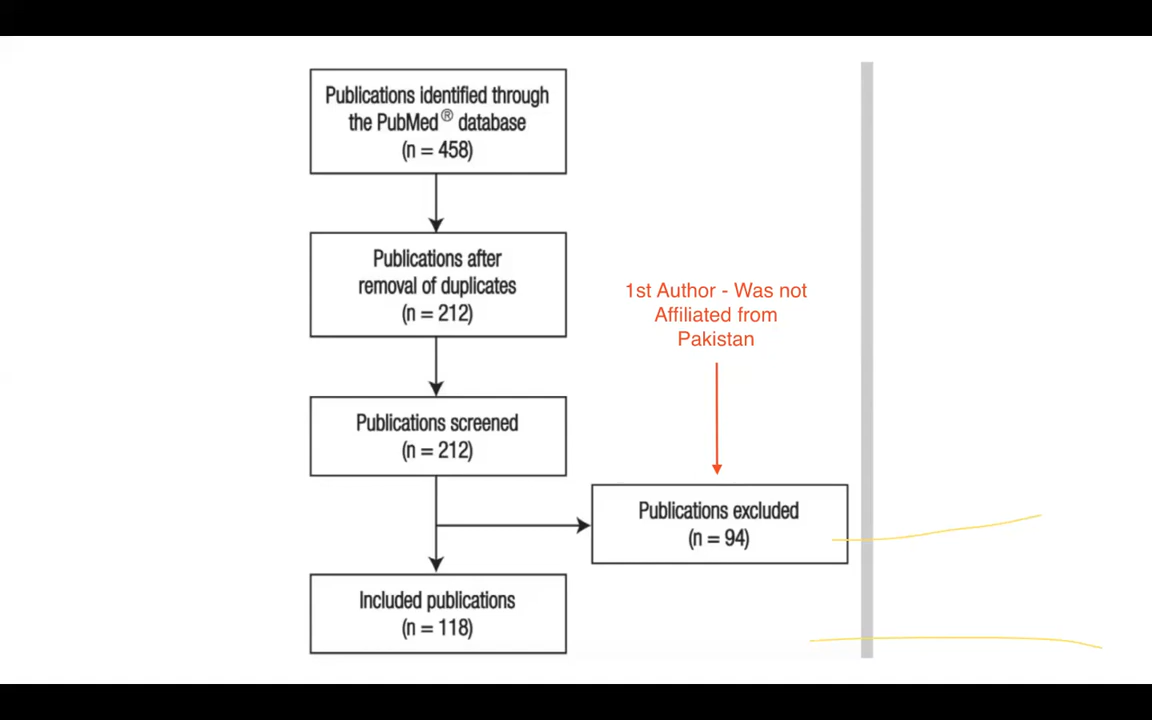 Publications identified through
the PubMed® database
(n = 458)
Publications after
removal of duplicates
(n = 212)
1st Author - Was not
Affiliated from
Pakistan
Publications screened
(n = 212)
Publications excluded
(n = 94)
Included publications
(n = 118)